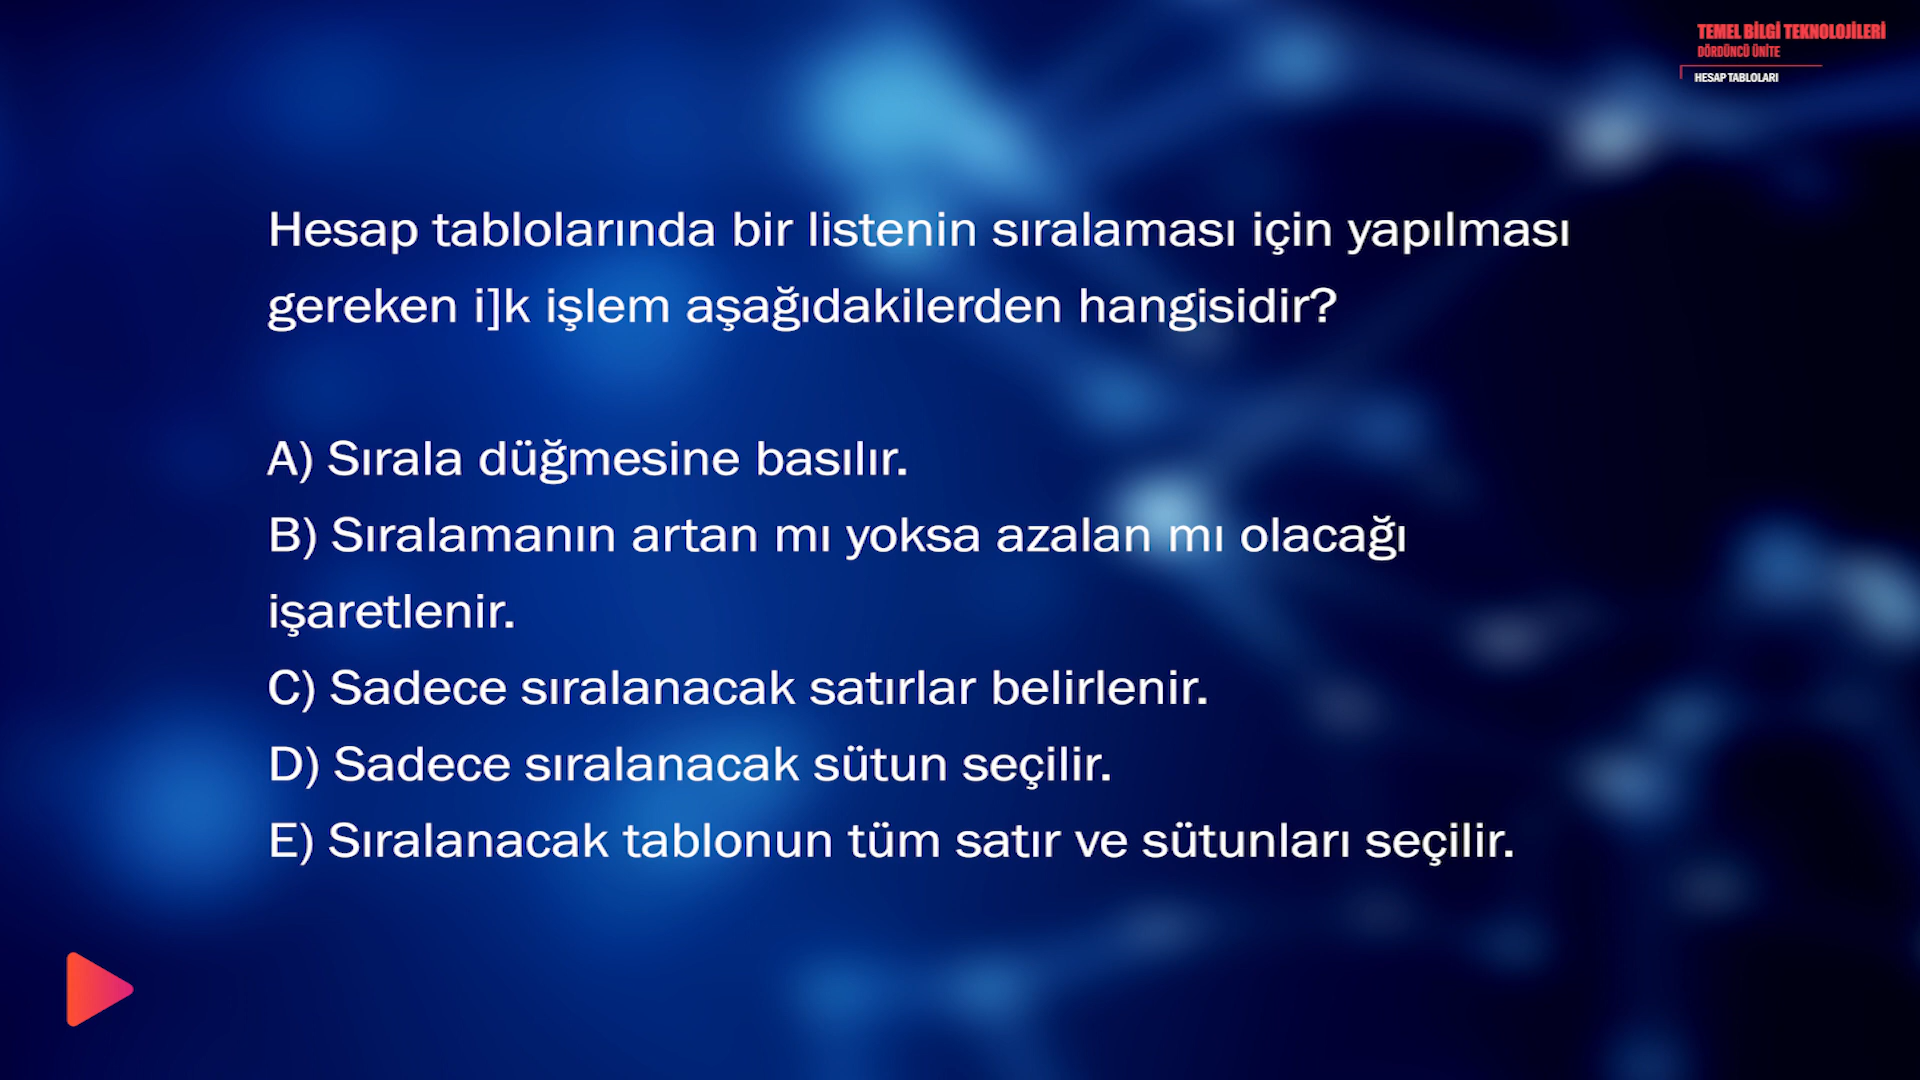 TEMEL BİLGİ TEKNOLOJİLERİ
DÖRDÜNCÜ ÜNİTE
HESAP TABLOLARI
Hesap tablolarında bir listenin sıralaması için yapılması
gereken i]k işlem aşağıdakilerden hangisidir?
A) Sırala düğmesine basılır.
B) Sıralamanın artan mı yoksa azalan mı olacağı
işaretlenir.
C) Sadece sıralanacak satırlar belirlenir.
D) Sadece sıralanacak sütun seçilir.
E) Sıralanacak tablonun tüm satır ve sütunları seçilir.